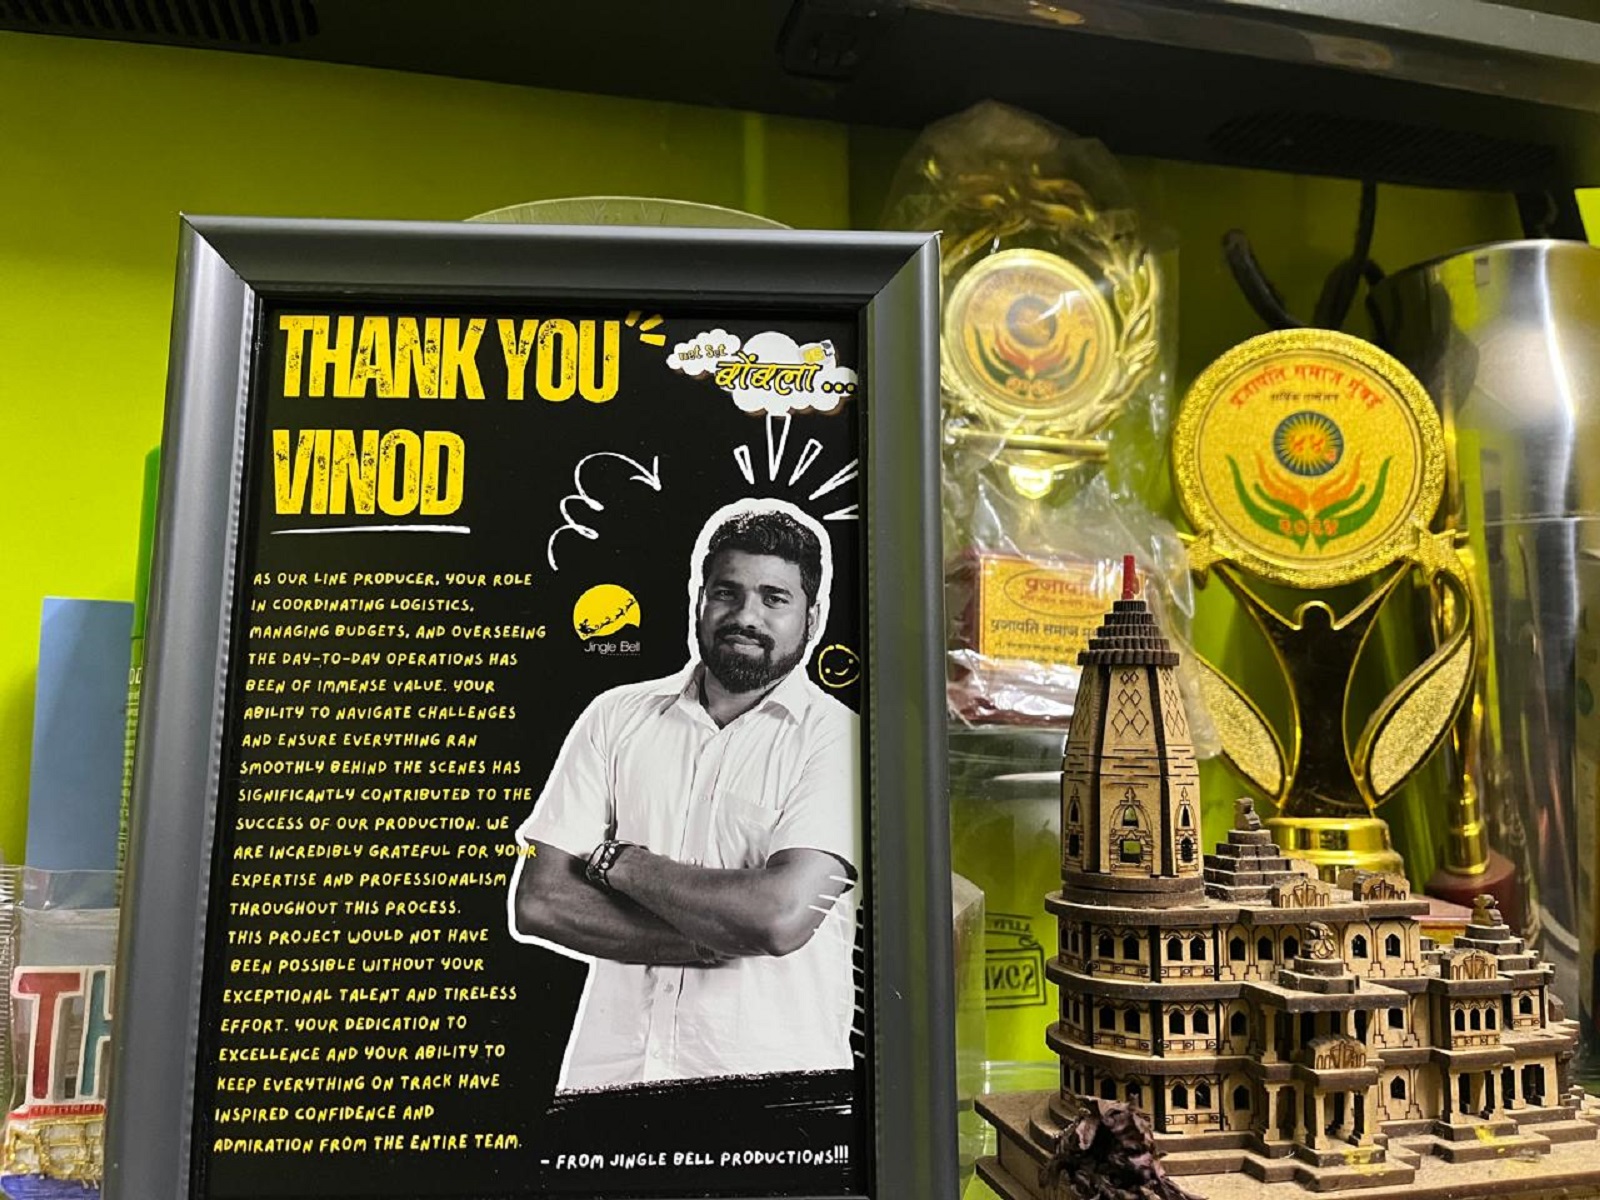 THANK YOU
VINOD
बोंबला...
Jingle Bell
AS OUR LINE PRODUCER, YOUR ROLE
IN COORDINATING LOGISTICS,
MANAGING BUDGETS, AND OVERSEEING
THE DAY-TO-DAY OPERATIONS HAS
BEEN OF IMMENSE VALUE. YOUR
ABILITY TO NAVIGATE CHALLENGES
AND ENSURE EVERYTHING RAN
SMOOTHLY BEHIND THE SCENES HAS
SIGNIFICANTLY CONTRIBUTED TO THE
SUCCESS OF OUR PRODUCTION. WE
ARE INCREDIBLY GRATEFUL FOR YOUR
EXPERTISE AND PROFESSIONALISM
THROUGHOUT THIS PROCESS.
THIS PROJECT WOULD NOT HAVE
BEEN POSSIBLE WITHOUT YOUR
EXCEPTIONAL TALENT AND TIRELESS
EFFORT. YOUR DEDICATION TO
EXCELLENCE AND YOUR ABILITY TO
KEEP EVERYTHING ON TRACK HAVE
INSPIRED CONFIDENCE AND
ADMIRATION FROM THE ENTIRE TEAM.
- FROM JINGLE BELL PRODUCTIONS!!!
प्रजापति समाज मुंबई
२०२४
प्रजापति समाज
TH